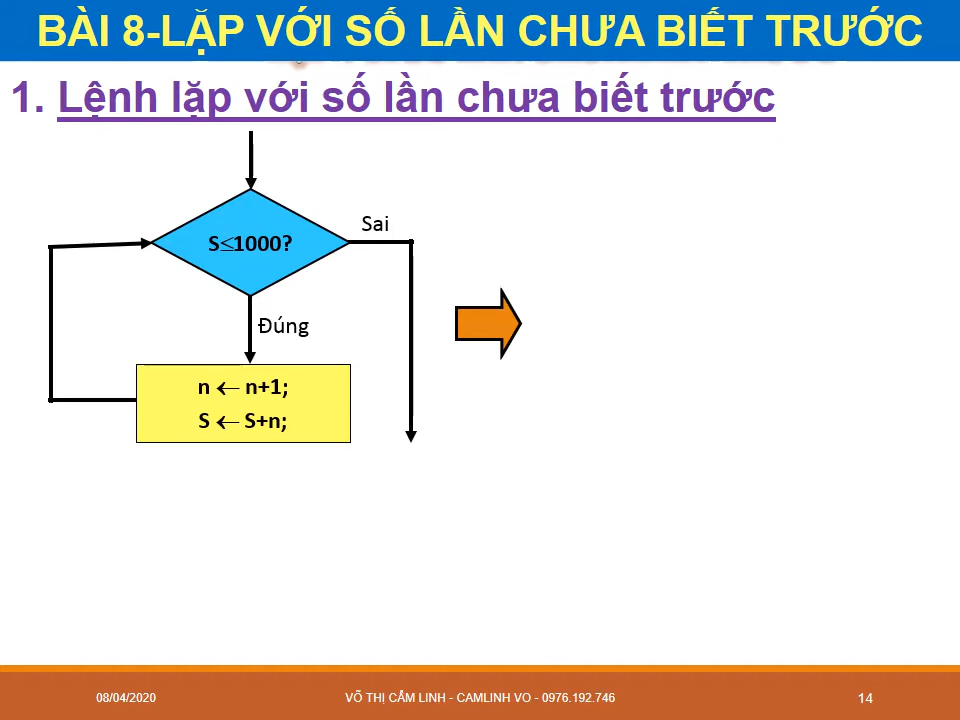 BÀI 8-LẶP VỚI SỐ LẦN CHƯA BIẾT TRƯỚC
1. Lệnh lặp với số lần chưa biết trước
Sai
S≤1000?
Đúng
n ← n+1;
S ← S+n;
08/04/2020
VÕ THỊ CẨM LINH - CAMLINH VO - 0976.192.746
14